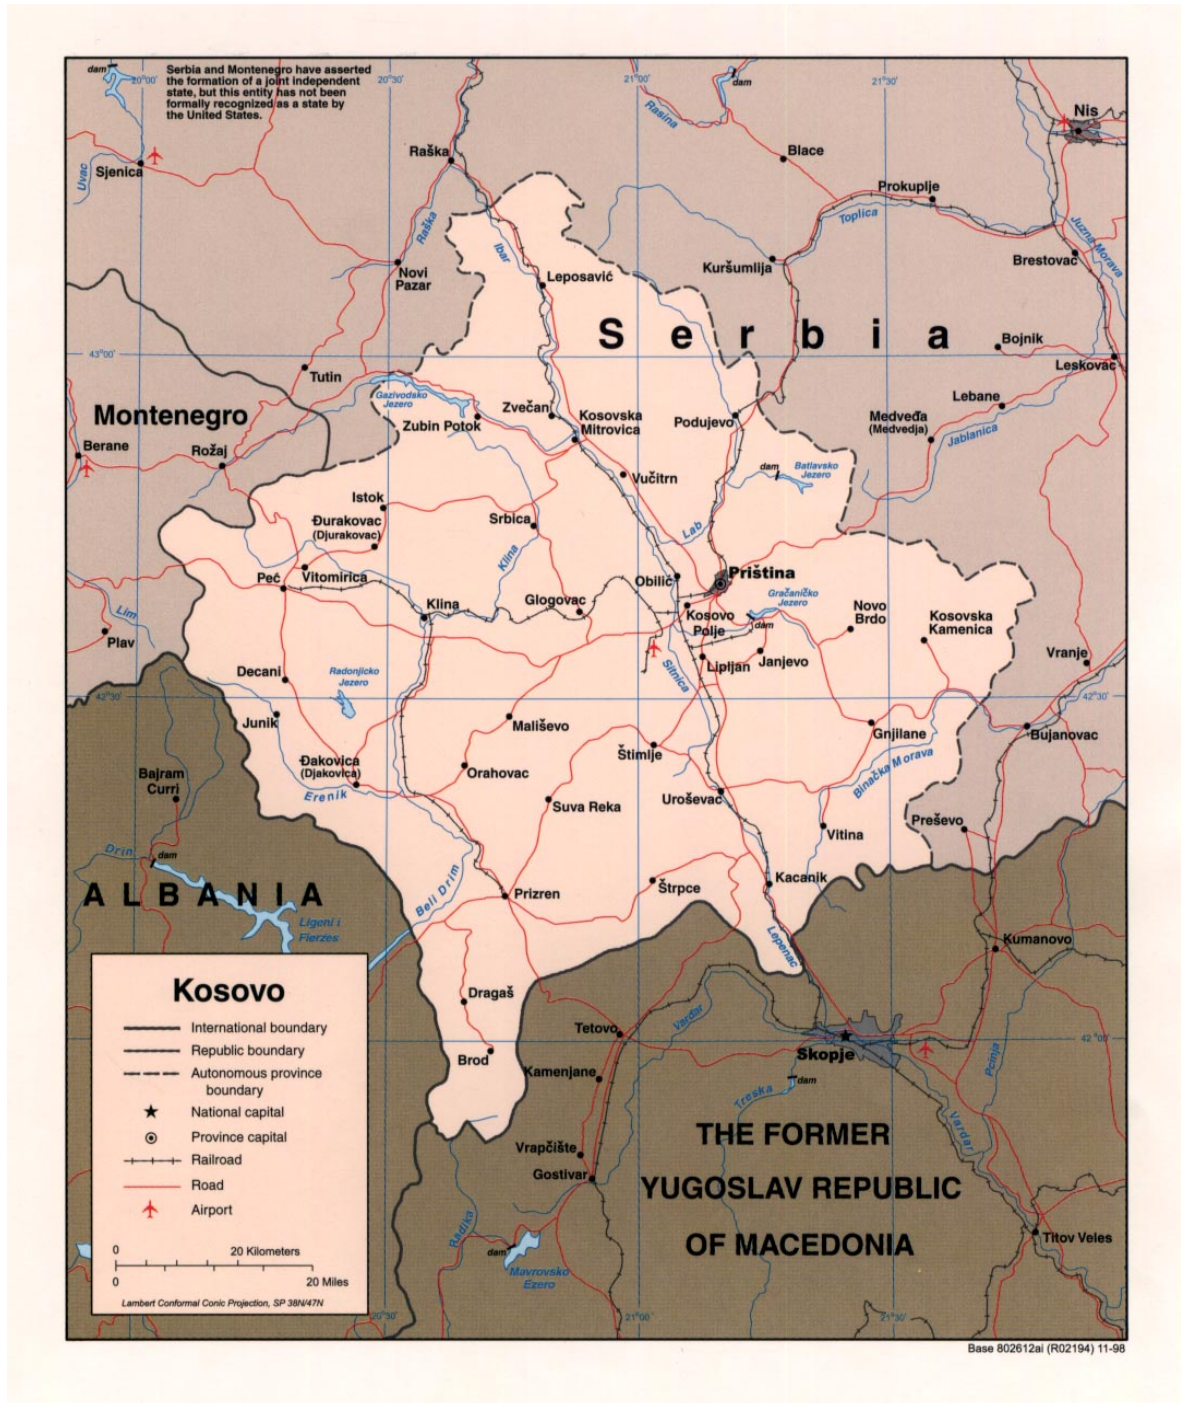 dam
20°00'
Serbia and Montenegro have asserted
the formation of a joint independent
state, but this entity has not been
formally recognized as a state by
the United States.
20°30'
21°00'
dam
21°30'
Rasina
Nis
Uvac
Sjenica
Raška
Blace
Prokuplje
Toplica
Raška
Ibar
Južna Morava
Brestovac
Novi
Pazar
Leposavić
Kuršumlija
Serbia
Bojnik
43°00'
Leskovac
Tutin
Montenegro
Gazivodsko
Jezero
Zubin Potok
Zvečan
Kosovska
Mitrovica
Podujevo
Lebane
Medveđa
(Medvedja)
Jablanica
Berane
Rožaj
dam
Batlavsko
Jezero
Vučitrn
Istok
Đurakovac
(Djurakovac)
Srbica
Lab
Klina
Peć
Vitomirica
Obilić
Priština
Klina
Glogovac
Gračaničko
Jezero
Kosovo
Polje
dam
Novo
Brdo
Kosovska
Kamenica
Lim
Plav
Lipljan
Janjevo
Vranje
Sitnica
Decani
Radonjicko
Jezero
42°30'
42°30'
Junik
Mališevo
Gnjilane
Bujanovac
Štimlje
Binačka Morava
Đakovica
(Djakovica)
Orahovac
Bajram
Curri
Erenik
Suva Reka
Uroševac
Vitina
Preševo
Drin
dam
ALBANIA
Beli Drim
Prizren
Štrpce
Kacanik
Ligeni i
Fierzes
Lepenac
Kumanovo
Kosovo
International boundary
Republic boundary
Autonomous province
boundary
National capital
Province capital
Railroad
Road
Airport
0
20 Kilometers
0
20 Miles
Lambert Conformal Conic Projection, SP 38N/47N
Dragaš
Brod
Tetovo
Vardar
Skopje
42°00'
Pcinja
Kamenjane
dam
Treska
Vardar
THE FORMER
YUGOSLAV REPUBLIC
OF MACEDONIA
Vrapčište
Gostivar
Radika
dam
Mavrovsko
Ezero
Titov Veles
20°30'
21°00'
21°30'
Base 802612ai (R02194) 11-98